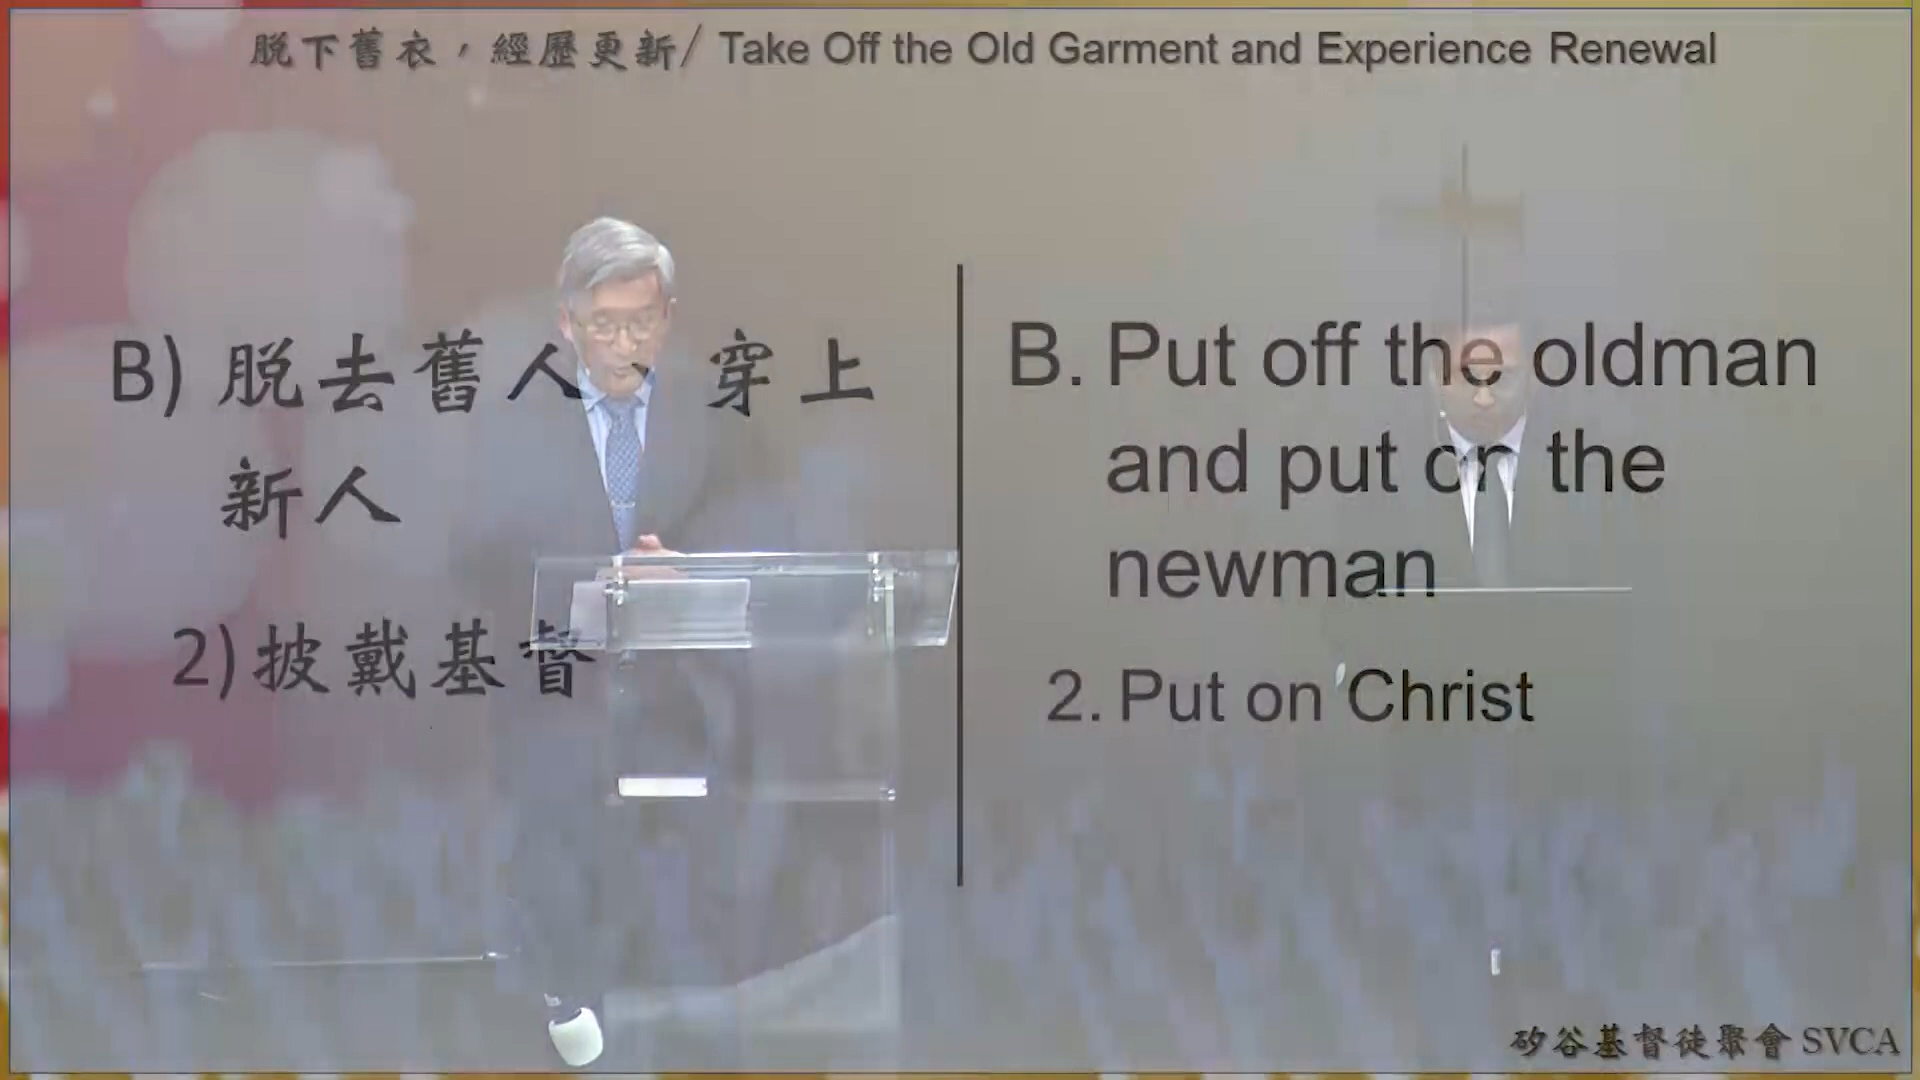 脫下舊衣，經歷更新/ Take Off the Old Garment and Experience Renewal
B) 脫去舊人、穿上
新人
2) 披戴基督
B. Put off the oldman
and put on the
newman
2. Put on Christ
矽谷基督徒聚會 SVCA